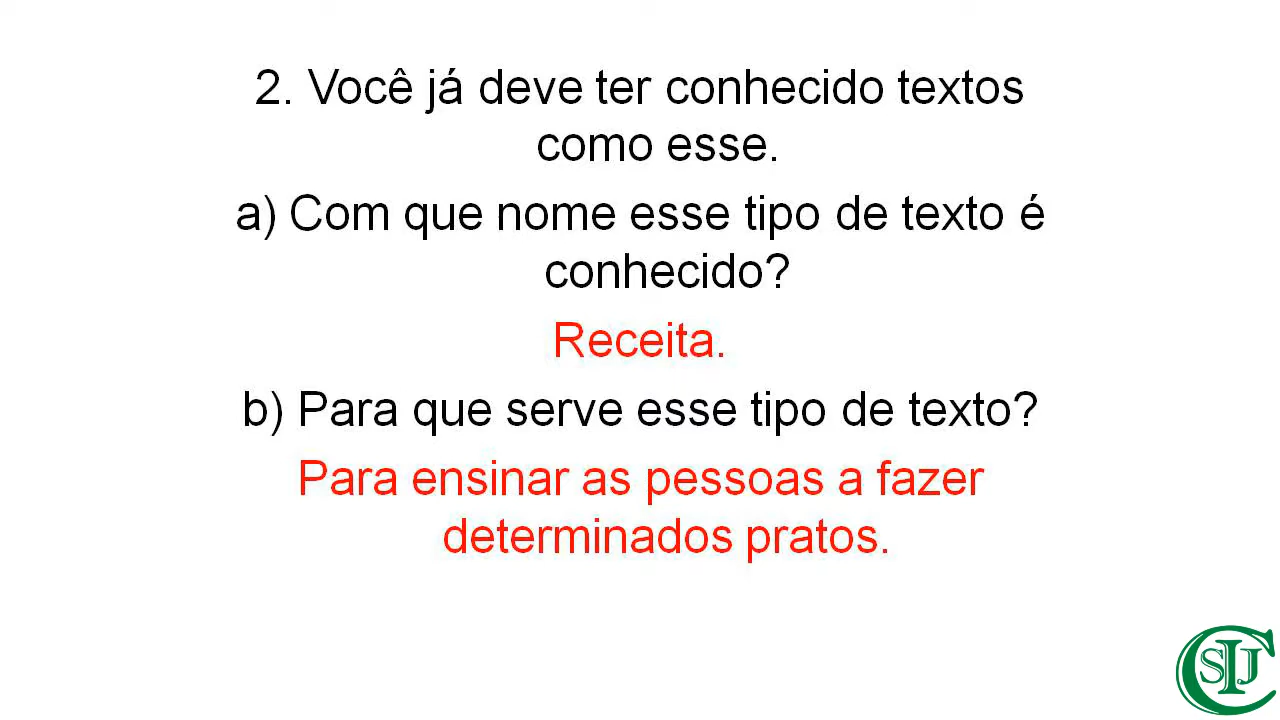 2. Você já deve ter conhecido textos
como esse.
a) Com que nome esse tipo de texto é
conhecido?
Receita.
b) Para que serve esse tipo de texto?
Para ensinar as pessoas a fazer
determinados pratos.
CSIJ